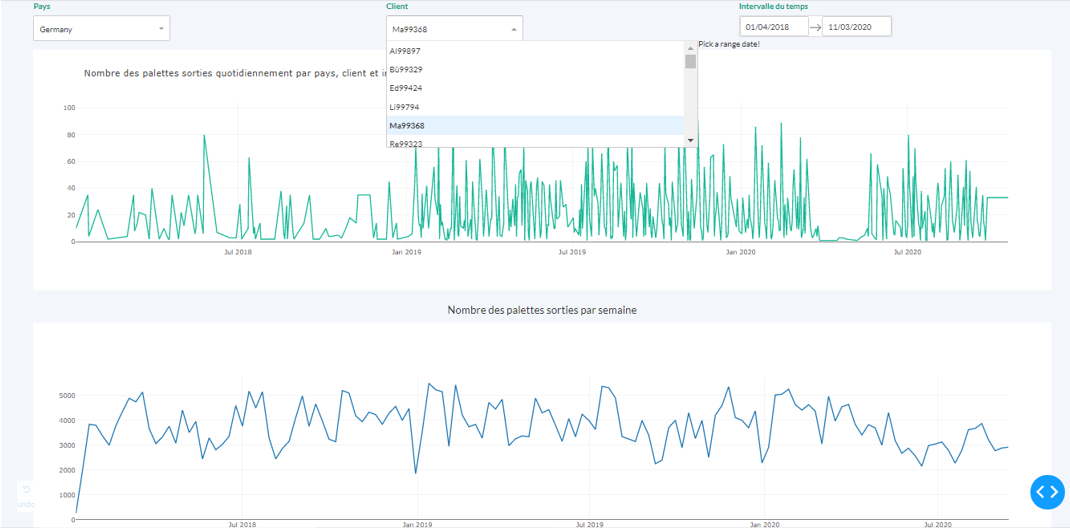 Pays
Client
Intervalle du temps
Germany
Ma99368
01/04/2018
11/03/2020
Pick a range date!
Al99897
Bü99329
Ed99424
Li99794
Ma99368
Re99323
Nombre des palettes sorties quotidiennement par pays, client et in
100
80
60
40
20
0
Jul 2018
Jan 2019
Jul 2019
Jan 2020
Jul 2020
Nombre des palettes sorties par semaine
5000
4000
3000
2000
1000
0
undo
Jul 2018
Jan 2019
Jul 2019
Jan 2020
Jul 2020